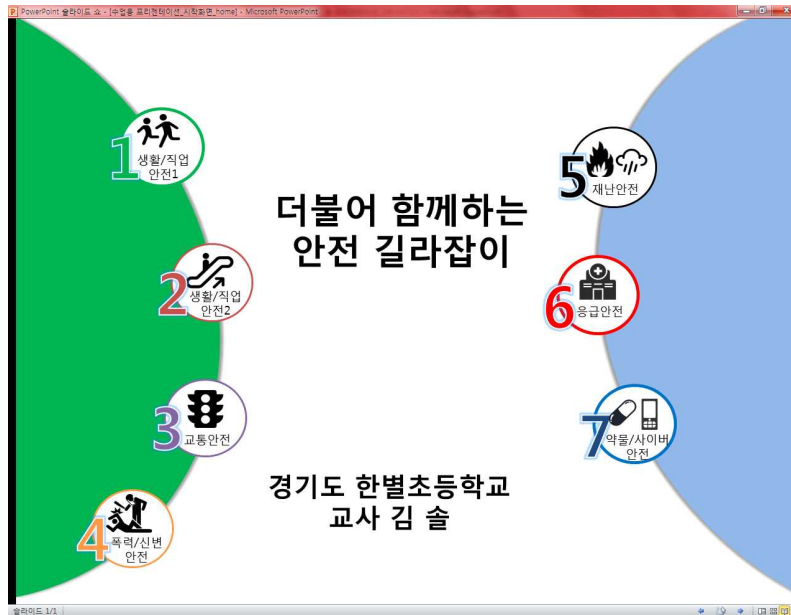 PowerPoint 슬라이드 쇼 - [수업용 프리젠테이션_시작화면_home] - Microsoft PowerPoint
1
생활/직업
안전1
2
생활/직업
안전2
3
교통안전
4
폭력/신변
안전
더불어 함께하는
안전 길라잡이
경기도 한별초등학교
교사 김 솔
5
재난안전
6
응급안전
7
약물/사이버
안전
슬라이드 1/1